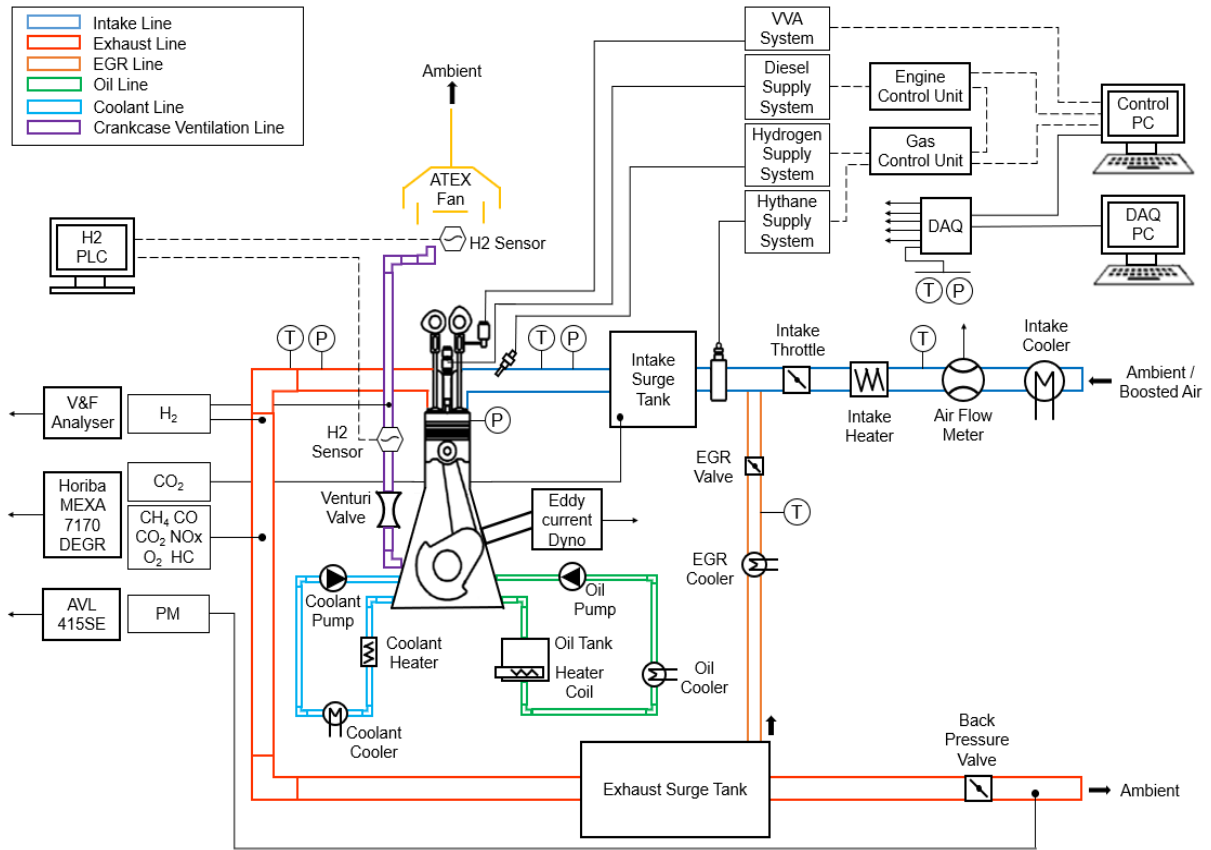 Intake Line
Exhaust Line
EGR Line
Oil Line
Coolant Line
Crankcase Ventilation Line
Ambient
ATEX
Fan
H2 Sensor
H2
PLC
VVA
System
Diesel
Supply
System
Hydrogen
Supply
System
Hythane
Supply
System
Engine
Control Unit
Gas
Control Unit
Control
PC
DAQ
DAQ
PC
T
P
T
P
T
P
Intake
Surge
Tank
Intake
Throttle
Intake
Heater
T
Air Flow
Meter
Intake
Cooler
Ambient /
Boosted Air
P
V&F
Analyser
H₂
H2
Sensor
Horiba
MEXA
7170
DEGR
CO₂
CH₄ CO
CO₂ NOx
O₂ HC
Venturi
Valve
Eddy
current
Dyno
EGR
Valve
T
EGR
Cooler
AVL
415SE
PM
Coolant
Pump
Coolant
Heater
M
Coolant
Cooler
Oil
Pump
Oil Tank
Heater
Coil
Oil
Cooler
Exhaust Surge Tank
Back
Pressure
Valve
Ambient